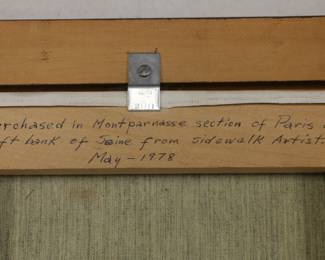 urchased in Montparnasse section of Paris
ft bank of Seine from sidewalk Artist.
May - 1978